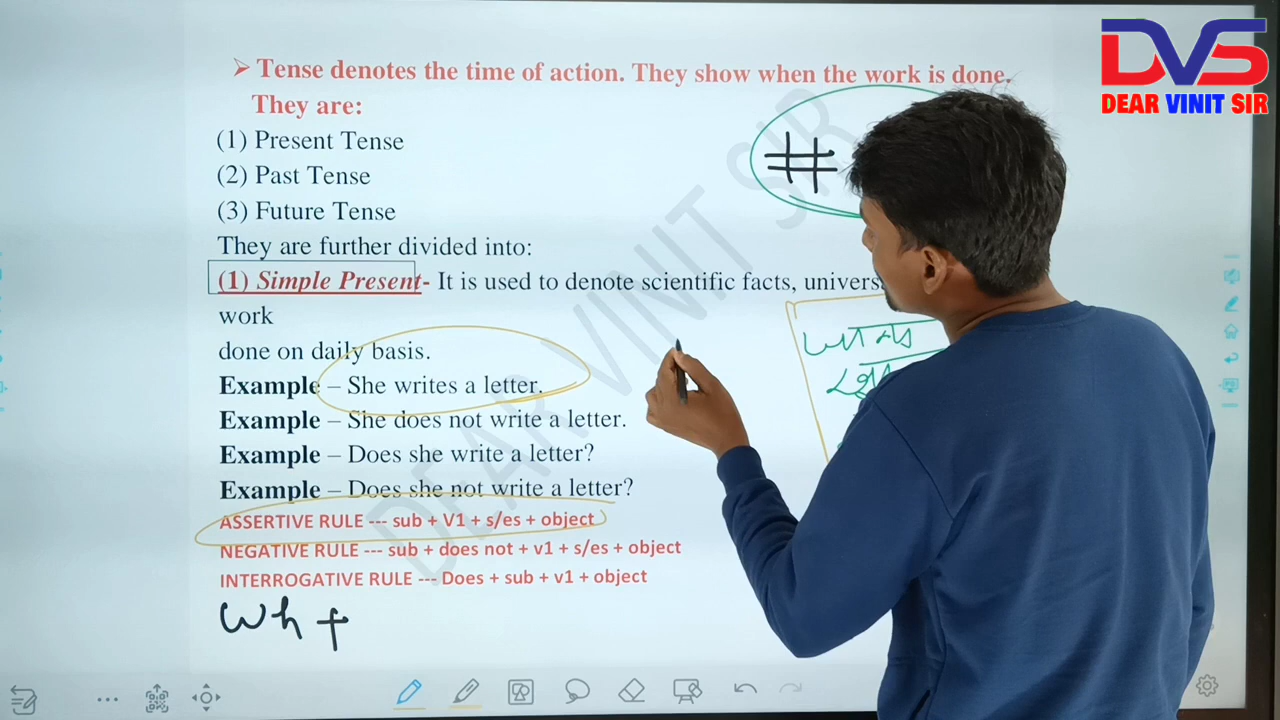 DVS
DEAR VINIT SIR
➢ Tense denotes the time of action. They show when the work is done.
They are:
(1) Present Tense
(2) Past Tense
(3) Future Tense
They are further divided into:
(1) Simple Present- It is used to denote scientific facts,
work
done on daily basis.
Example – She writes a letter.
Example – She does not write a letter.
Example – Does she write a letter?
Example – Does she not write a letter?
ASSERTIVE RULE --- sub + V1 + s/es + object
NEGATIVE RULE --- sub + does not + v1 + s/es + object
INTERROGATIVE RULE --- Does + sub + v1 + object
Wh +
#
DEAR VINIT SIR